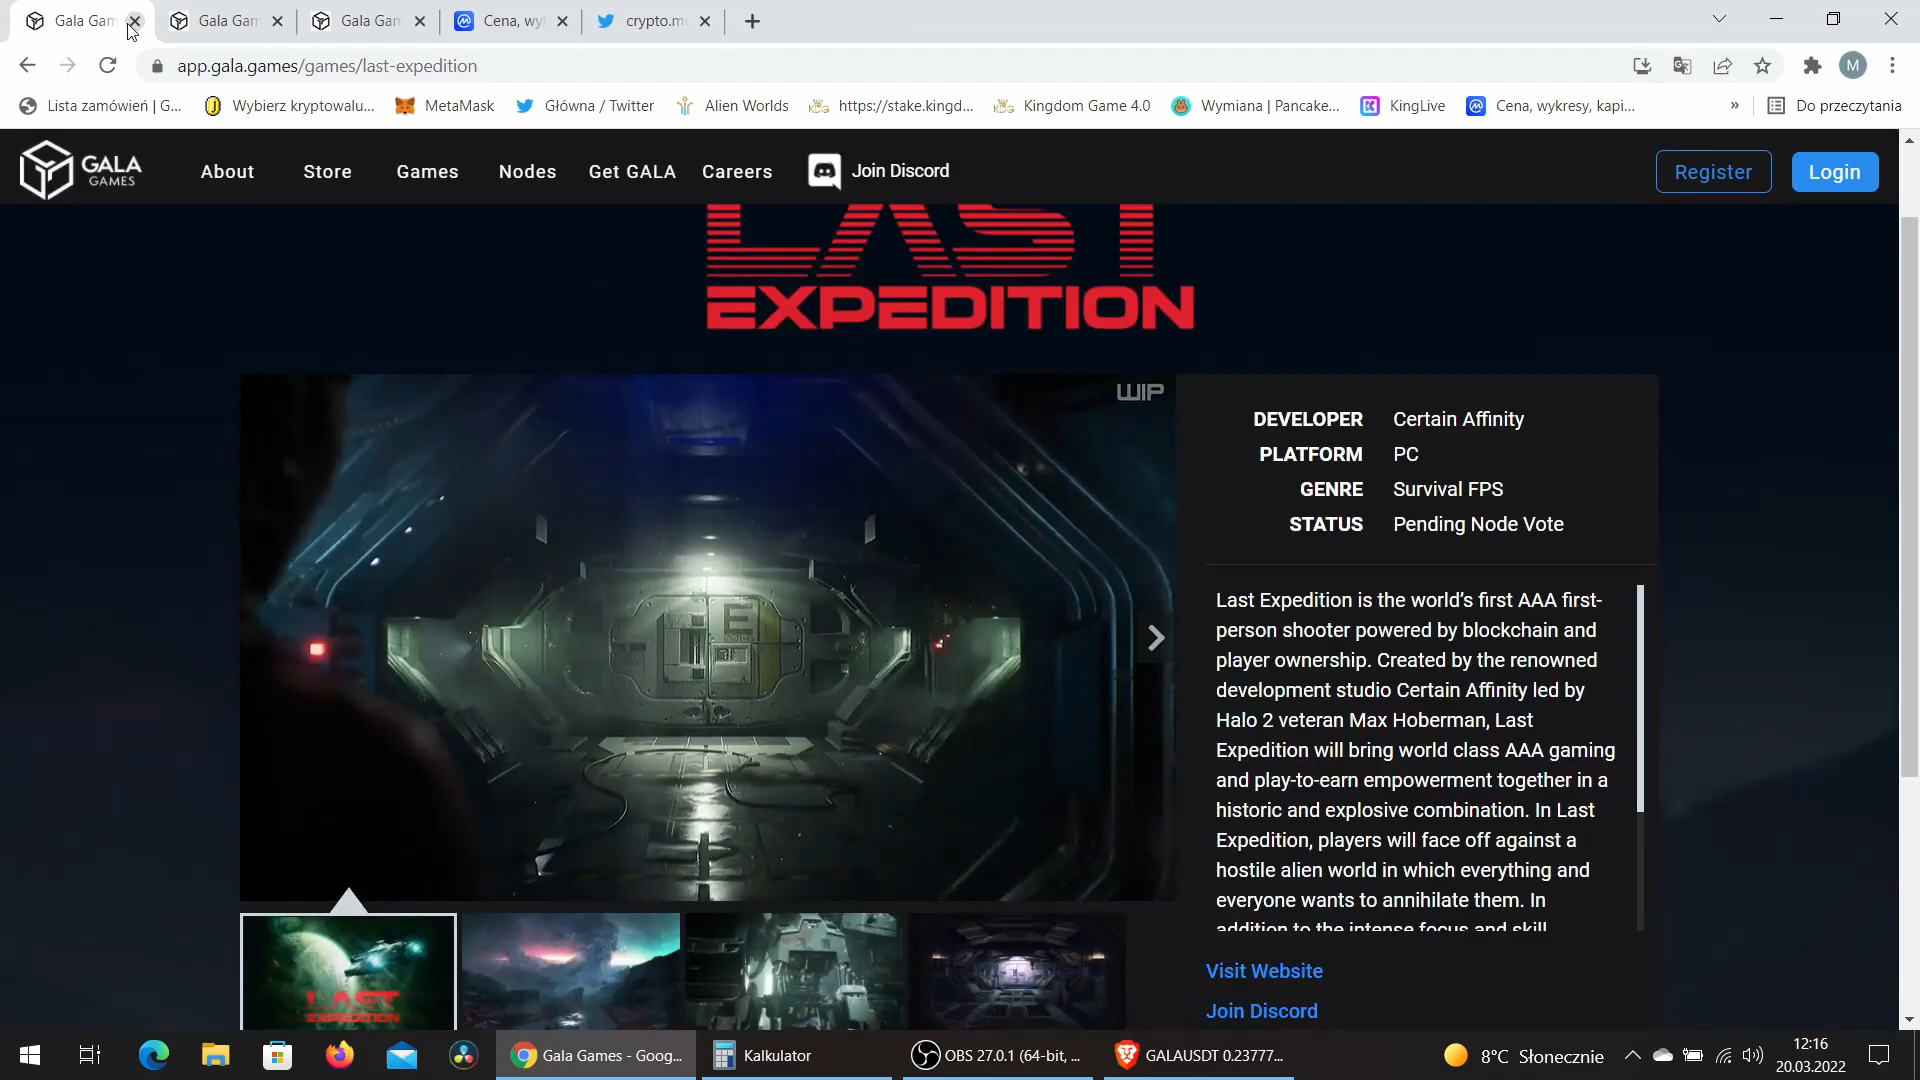 Gala Gam
Gala Gam
Gala Gam
Cena, wy
crypto.m
app.gala.games/games/last-expedition
M
Lista zamówień | G...
Wybierz kryptowalu...
MetaMask
Główna / Twitter
Alien Worlds
https://stake.kingd...
Kingdom Game 4.0
Wymiana | Pancake...
KingLive
Cena, wykresy, kapi...
»
Do przeczytania
GALA
GAMES
About
Store
Games
Nodes
Get GALA
Careers
Join Discord
Register
Login
LAST
EXPEDITION
WIP
E
DEVELOPER Certain Affinity
PLATFORM PC
GENRE Survival FPS
STATUS Pending Node Vote
Last Expedition is the world's first AAA first-
person shooter powered by blockchain and
player ownership. Created by the renowned
development studio Certain Affinity led by
Halo 2 veteran Max Hoberman, Last
Expedition will bring world class AAA gaming
and play-to-earn empowerment together in a
historic and explosive combination. In Last
Expedition, players will face off against a
hostile alien world in which everything and
everyone wants to annihilate them. In
addition to the intense focus and skill
LAST
EXPEDITION
Visit Website
Join Discord
Gala Games - Goog...
Kalkulator
OBS 27.0.1 (64-bit, ...
GALAUSDT 0.23777...
8°C Słonecznie
12:16
20.03.2022